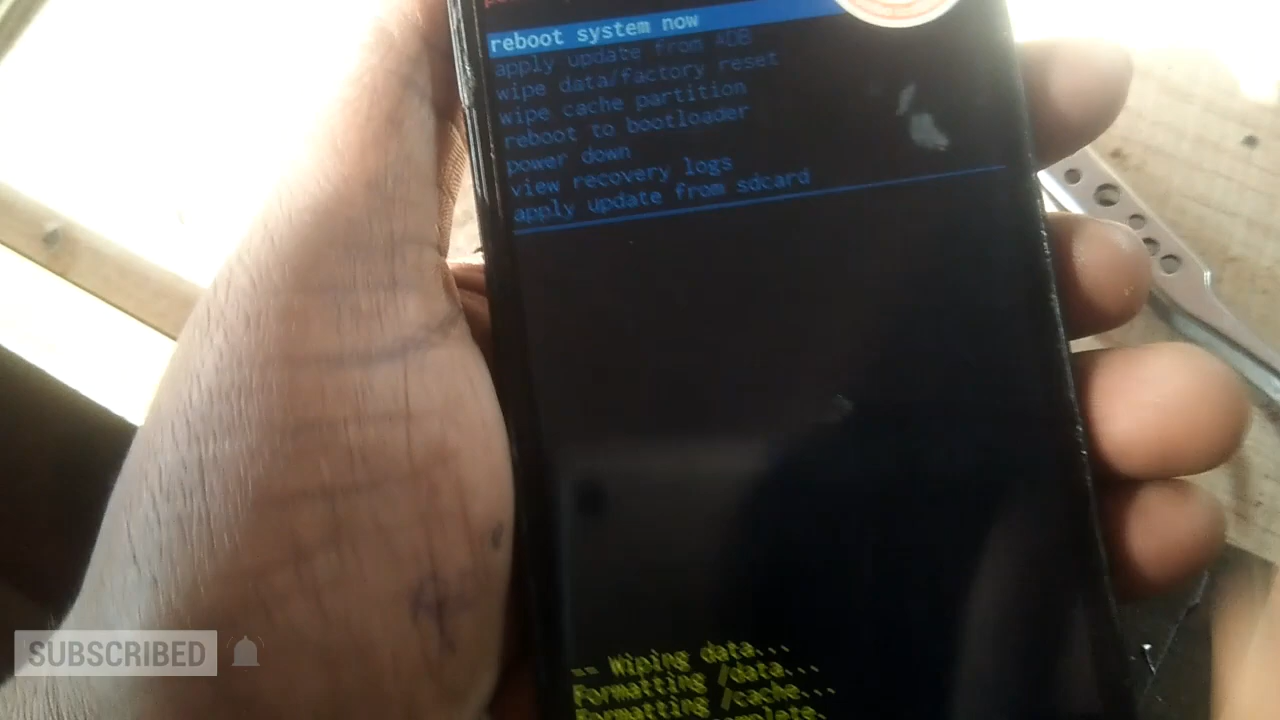 reboot system now
apply update from ADB
wipe data/factory reset
wipe cache partition
reboot to bootloader
power down
view recovery logs
apply update from sdcard
-- Wiping data...
Formatting /data...
Formatting /cache...
SUBSCRIBED